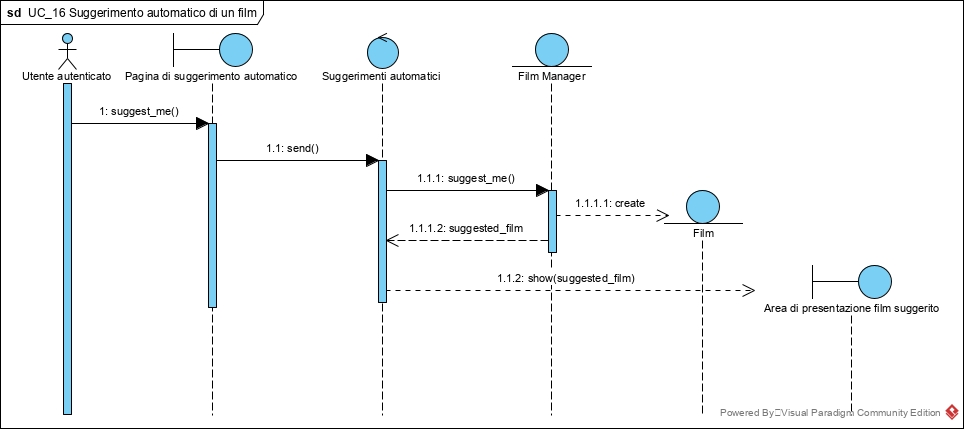 sd UC_16 Suggerimento automatico di un film
Utente autenticato
Pagina di suggerimento automatico
Suggerimenti automatici
Film Manager
1: suggest_me()
1.1: send()
1.1.1: suggest_me()
1.1.1.1: create
1.1.1.2: suggested_film
Film
1.1.2: show(suggested_film)
Area di presentazione film suggerito
Powered By Visual Paradigm Community Edition